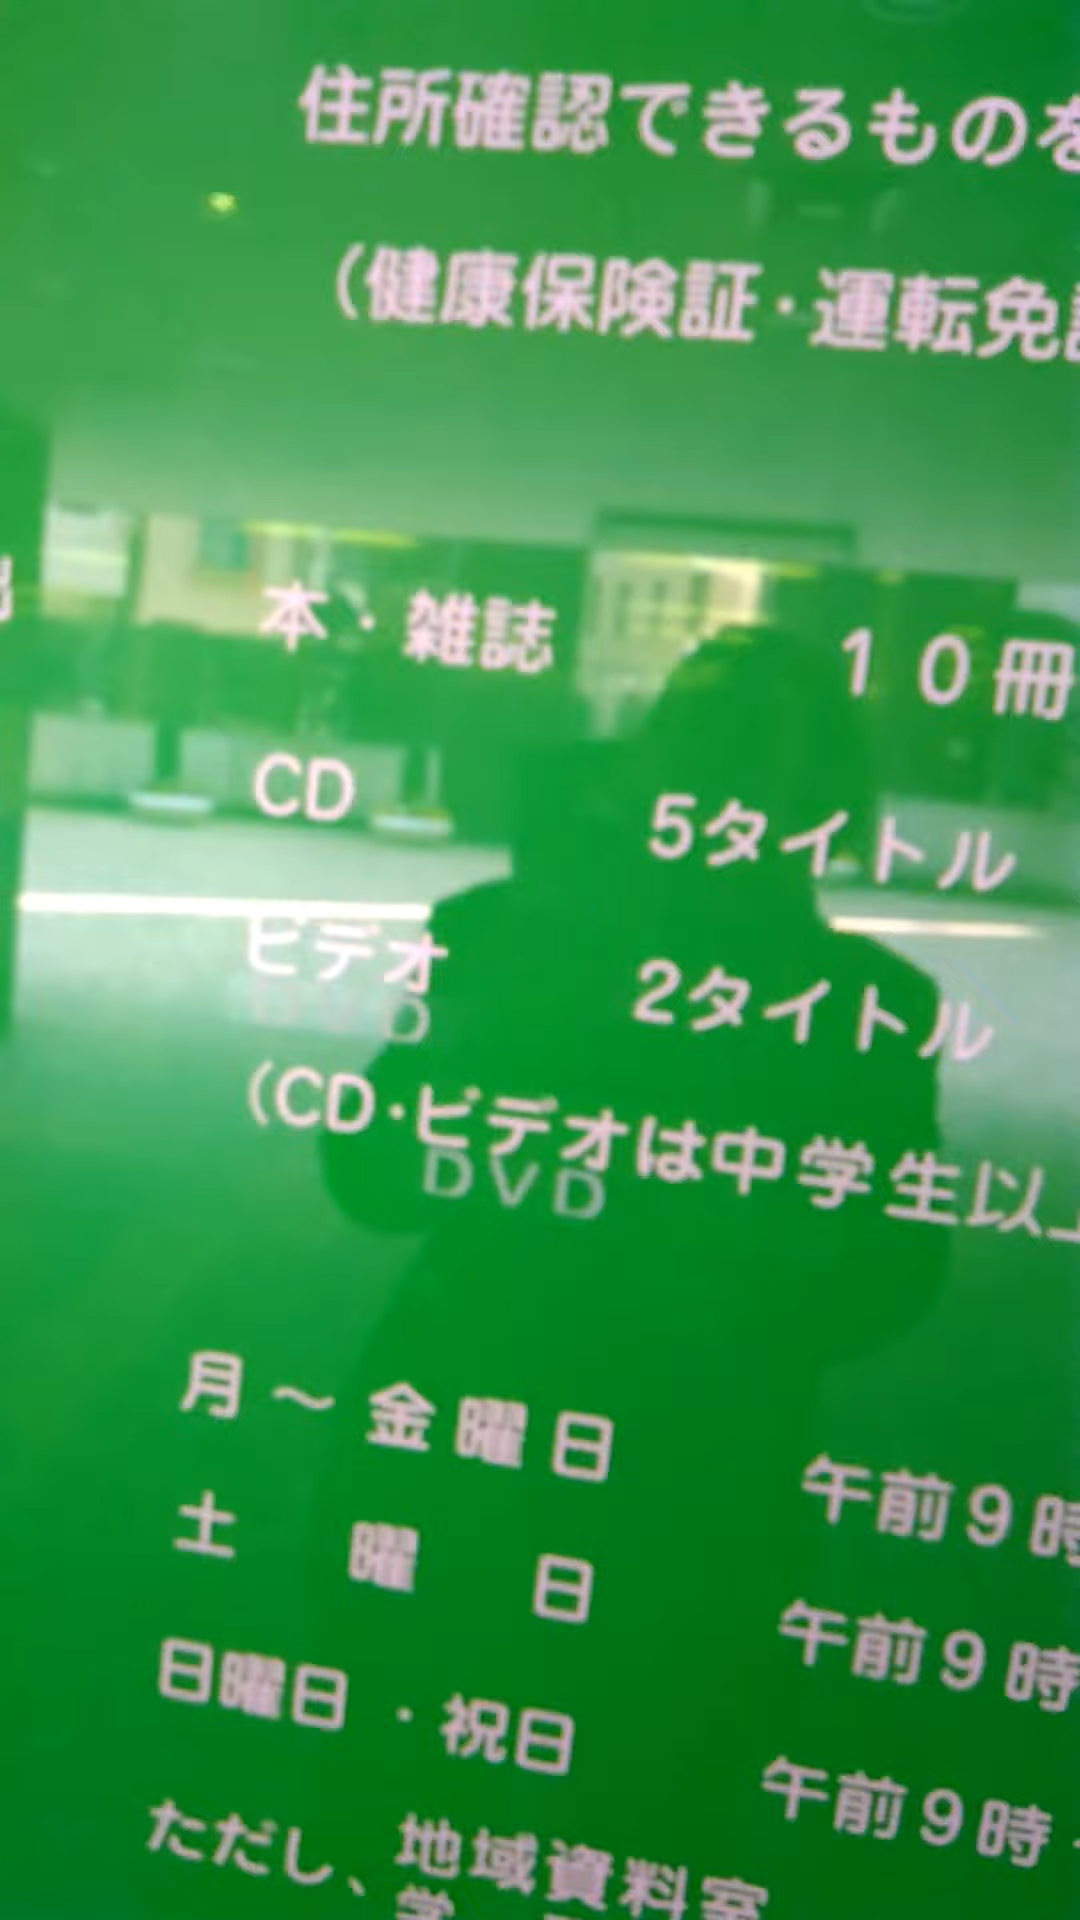 住所確認できるものを
（健康保険証・運転免
本・雑誌 １０冊
CD 5タイトル
ビデオ 2タイトル
（CD・ビデオは中学生以上
DVD
月～金曜日 午前９時
土曜日 午前９時
日曜日・祝日 午前９時
ただし、地域資料室
学